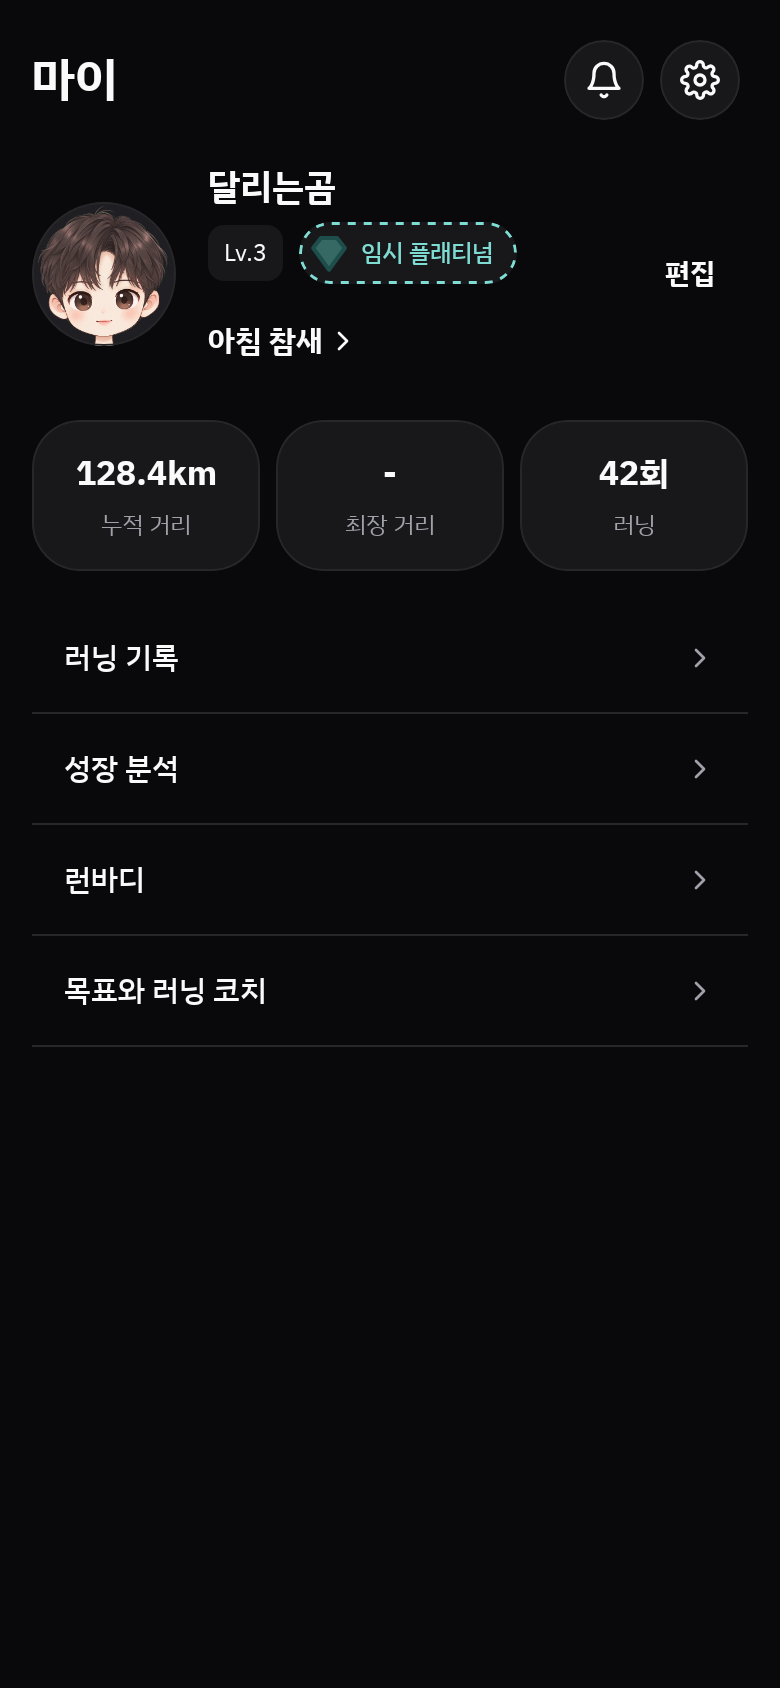 마이
달리는곰
Lv.3
임시 플래티넘
편집
아침 참새
128.4km
누적 거리
-
최장 거리
42회
러닝
러닝 기록
성장 분석
런바디
목표와 러닝 코치